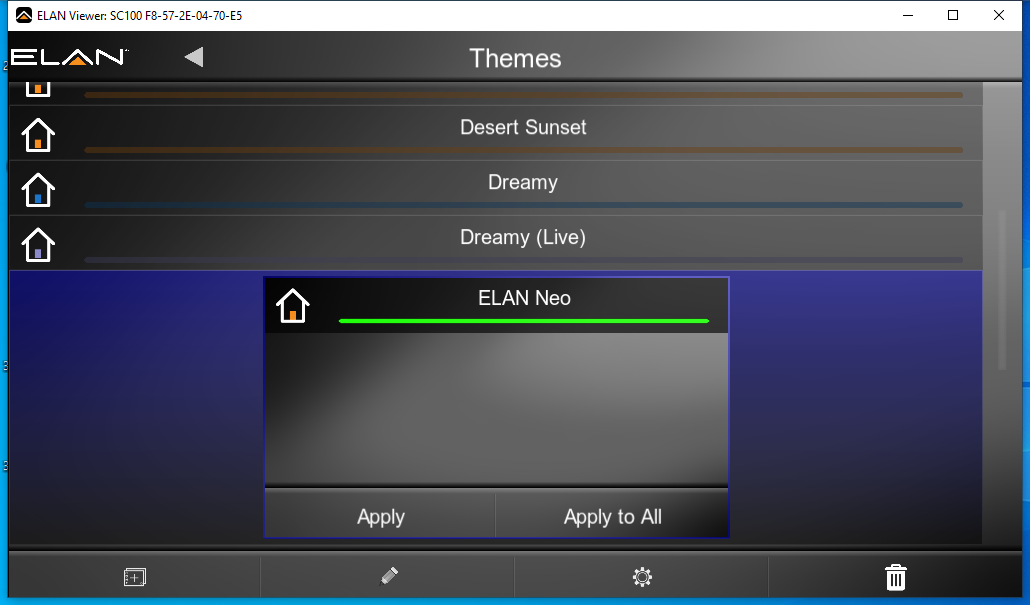 ELAN Viewer: SC100 F8-57-2E-04-70-E5
ELAN
Themes
Desert Sunset
Dreamy
Dreamy (Live)
ELAN Neo
Apply
Apply to All